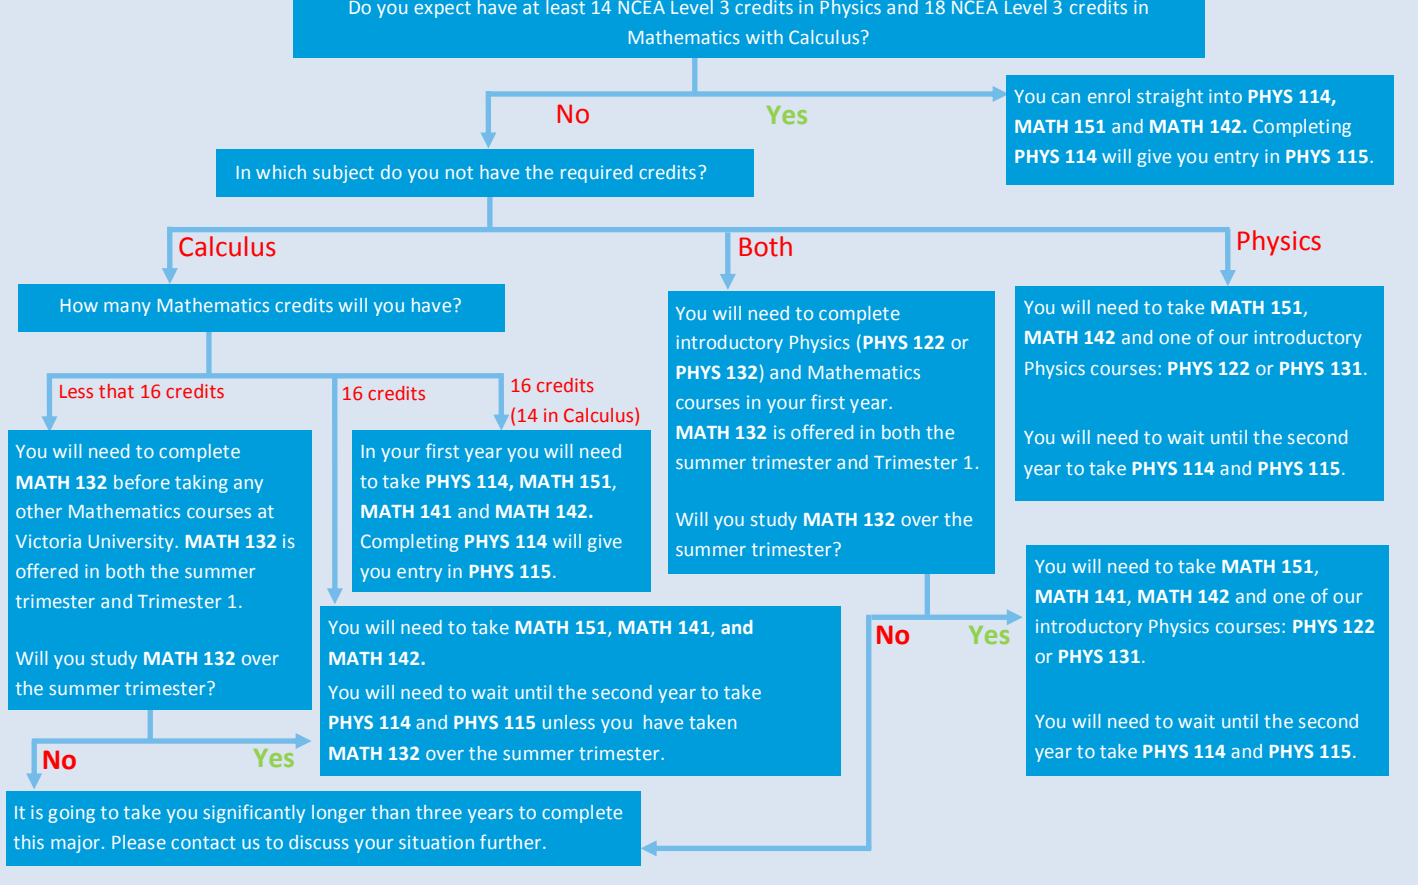 Do you expect have at least 14 NCEA Level 3 credits in Physics and 18 NCEA Level 3 credits in
Mathematics with Calculus?
No
Yes
You can enrol straight into PHYS 114,
MATH 151 and MATH 142. Completing
PHYS 114 will give you entry in PHYS 115.
In which subject do you not have the required credits?
Calculus
Both
Physics
How many Mathematics credits will you have?
Less that 16 credits
16 credits
16 credits
(14 in Calculus)
You will need to complete
MATH 132 before taking any
other Mathematics courses at
Victoria University. MATH 132 is
offered in both the summer
trimester and Trimester 1.
Will you study MATH 132 over
the summer trimester?
In your first year you will need
to take PHYS 114, MATH 151,
MATH 141 and MATH 142.
Completing PHYS 114 will give
you entry in PHYS 115.
You will need to complete
introductory Physics (PHYS 122 or
PHYS 132) and Mathematics
courses in your first year.
MATH 132 is offered in both the
summer trimester and Trimester 1.
Will you study MATH 132 over the
summer trimester?
You will need to take MATH 151,
MATH 142 and one of our introductory
Physics courses: PHYS 122 or PHYS 131.
You will need to wait until the second
year to take PHYS 114 and PHYS 115.
You will need to take MATH 151, MATH 141, and
MATH 142.
You will need to wait until the second year to take
PHYS 114 and PHYS 115 unless you have taken
MATH 132 over the summer trimester.
No
Yes
You will need to take MATH 151,
MATH 141, MATH 142 and one of our
introductory Physics courses: PHYS 122
or PHYS 131.
You will need to wait until the second
year to take PHYS 114 and PHYS 115.
No
Yes
It is going to take you significantly longer than three years to complete
this major. Please contact us to discuss your situation further.